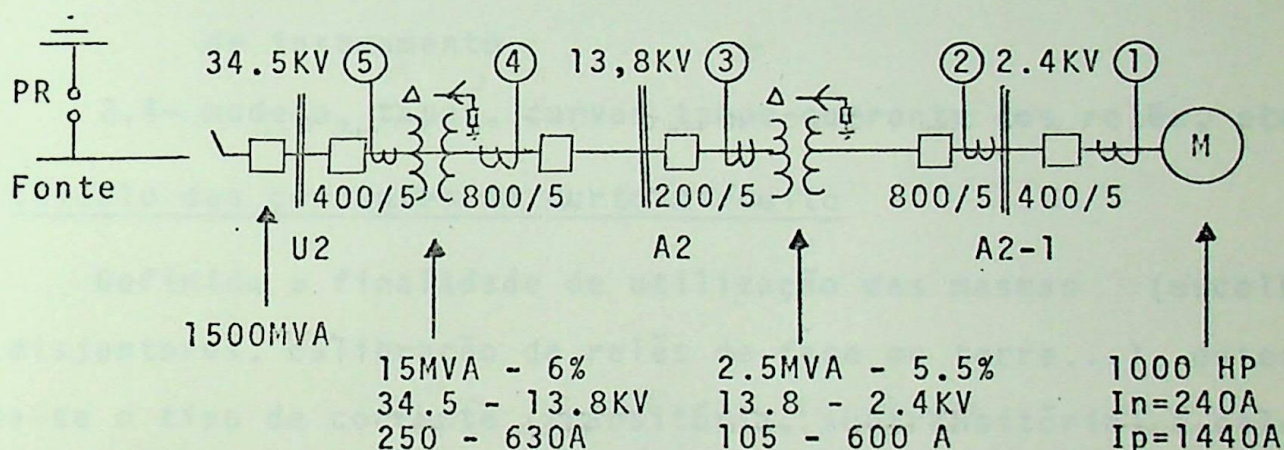 34.5KV 5 4 13,8KV 3 2 2.4KV 1
PR
M
Fonte
400/5 800/5 200/5 800/5 400/5
U2 A2 A2-1
1500MVA
15MVA - 6%
34.5 - 13.8KV
250 - 630A
2.5MVA - 5.5%
13.8 - 2.4KV
105 - 600 A
1000 HP
In=240A
Ip=1440A